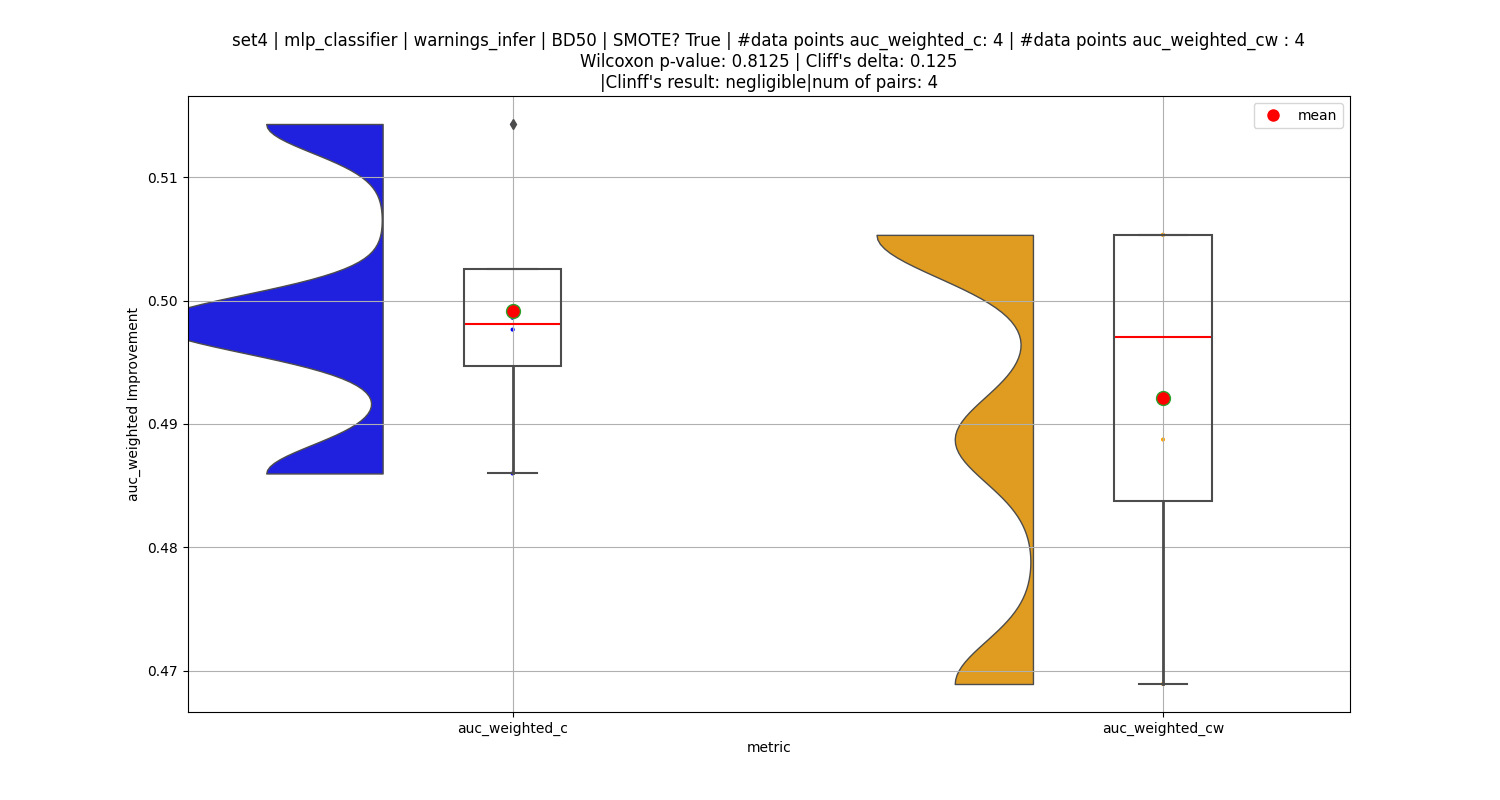 set4 | mlp_classifier | warnings_infer | BD50 | SMOTE? True | #data points auc_weighted_c: 4 | #data points auc_weighted_cw : 4
Wilcoxon p-value: 0.8125 | Cliff's delta: 0.125
|Clinff's result: negligible|num of pairs: 4
mean
0.51
0.50
0.49
0.48
0.47
auc_weighted Improvement
auc_weighted_c
auc_weighted_cw
metric